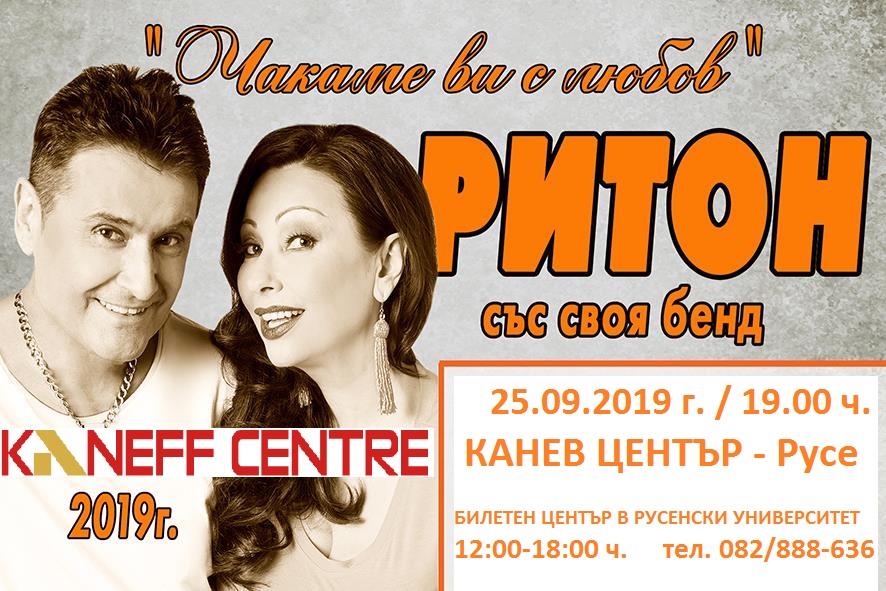 " Чакаме ви с любов "
РИТОН
със своя бенд
KANEFF CENTRE
2019г.
25.09.2019 г. / 19.00 ч.
КАНЕВ ЦЕНТЪР - Русе
БИЛЕТЕН ЦЕНТЪР В РУСЕНСКИ УНИВЕРСИТЕТ
12:00-18:00 ч. тел. 082/888-636